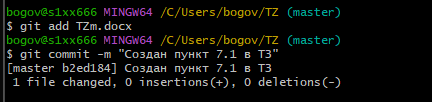 bogov@s1xx666 MINGW64 /C/Users/bogov/TZ (master)
$ git add TZm.docx
bogov@s1xx666 MINGW64 /C/Users/bogov/TZ (master)
$ git commit -m "Создан пункт 7.1 в ТЗ"
[master b2ed184] Создан пункт 7.1 в ТЗ
1 file changed, 0 insertions(+), 0 deletions(-)